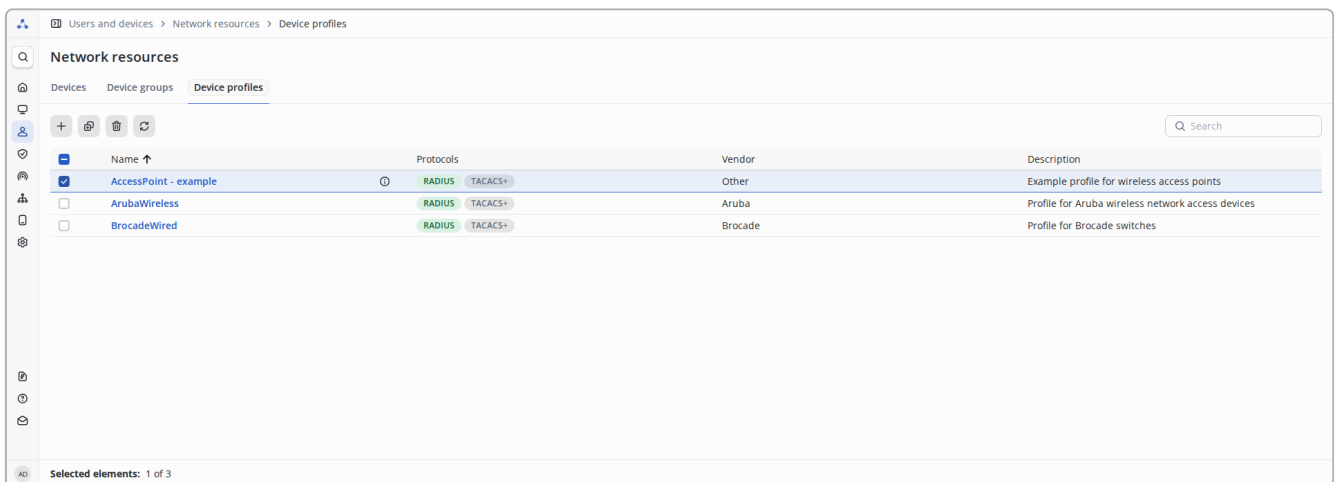 Users and devices > Network resources > Device profiles
Network resources
Devices Device groups Device profiles
Search
Name Protocols Vendor Description
AccessPoint - example RADIUS TACACS+ Other Example profile for wireless access points
ArubaWireless RADIUS TACACS+ Aruba Profile for Aruba wireless network access devices
BrocadeWired RADIUS TACACS+ Brocade Profile for Brocade switches
AD Selected elements: 1 of 3